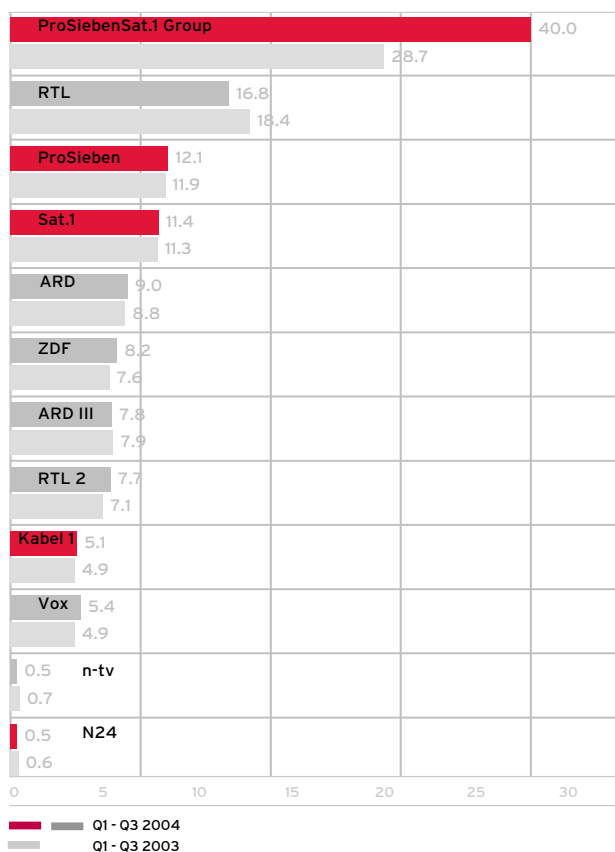 ProSiebenSat.1 Group 40.0
28.7
RTL 16.8
18.4
ProSieben 12.1
11.9
Sat.1 11.4
11.3
ARD 9.0
8.8
ZDF 8.2
7.6
ARD III 7.8
7.9
RTL 2 7.7
7.1
Kabel 1 5.1
4.9
Vox 5.4
4.9
0.5 n-tv
0.7
0.5 N24
0.6
0 5 10 15 20 25 30
Q1 - Q3 2004
Q1 - Q3 2003